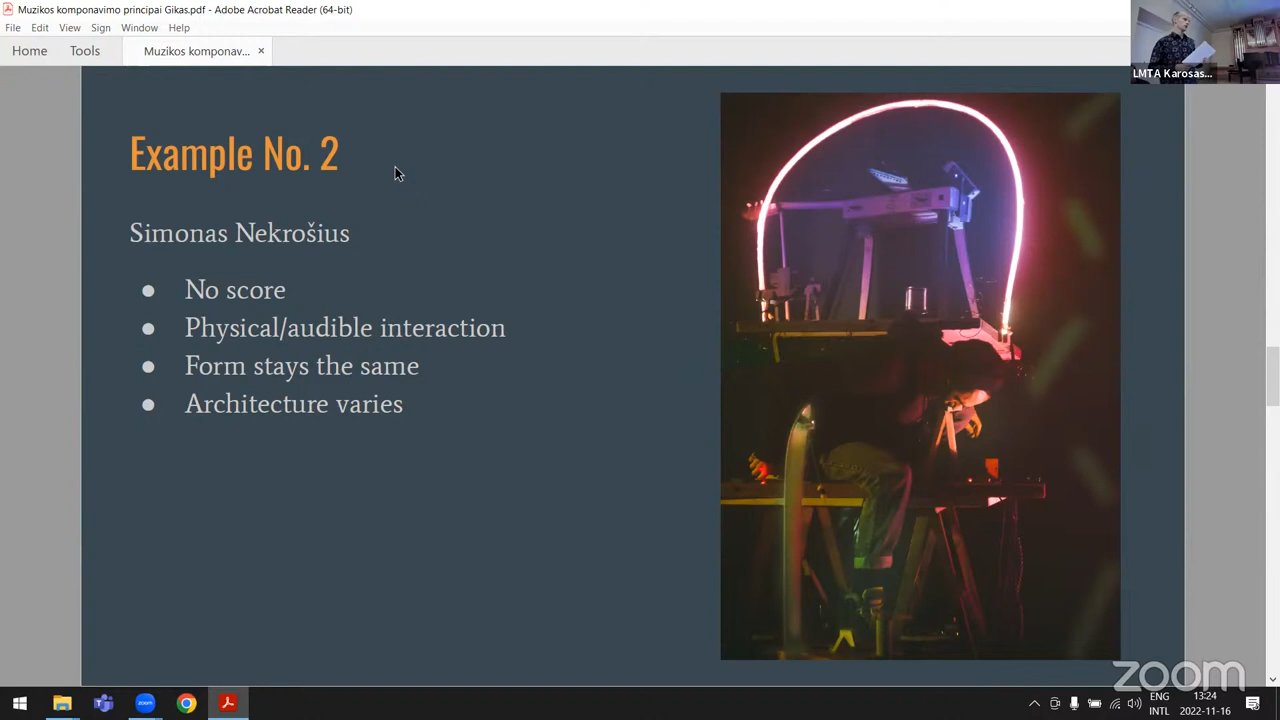 Muzikos komponavimo principai Gikas.pdf - Adobe Acrobat Reader (64-bit)
File Edit View Sign Window Help
Home Tools Muzikos komponav... ×
LMTA Karosas...
Example No. 2
Simonas Nekrošius
● No score
● Physical/audible interaction
● Form stays the same
● Architecture varies
zoom
zoom
ENG
INTL
13:24
2022-11-16